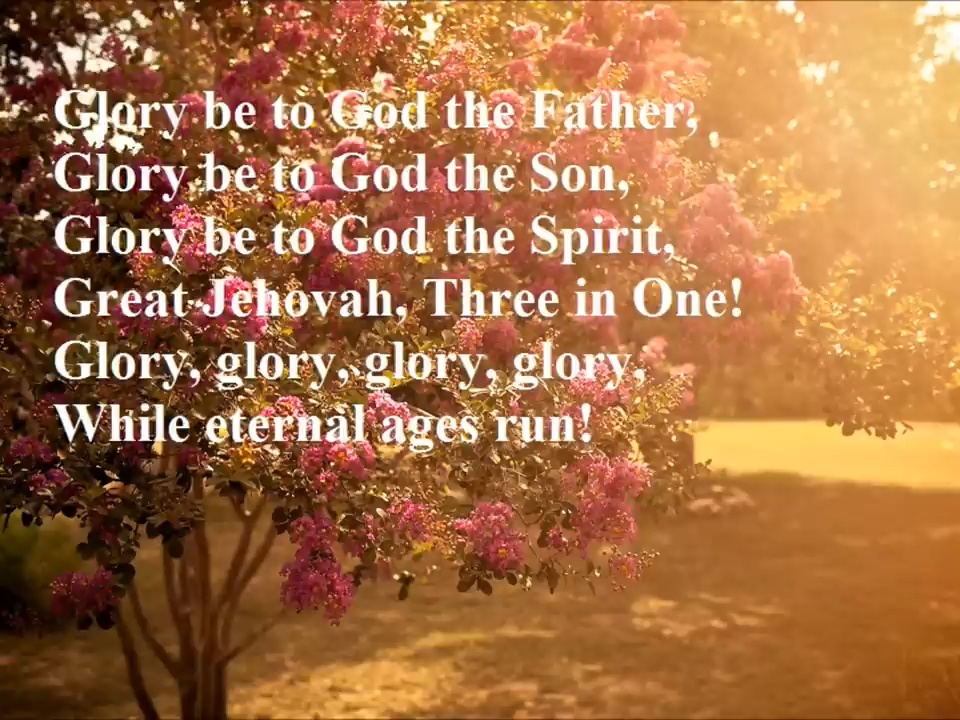 Glory be to God the Father,
Glory be to God the Son,
Glory be to God the Spirit,
Great Jehovah, Three in One!
Glory, glory, glory, glory,
While eternal ages run!